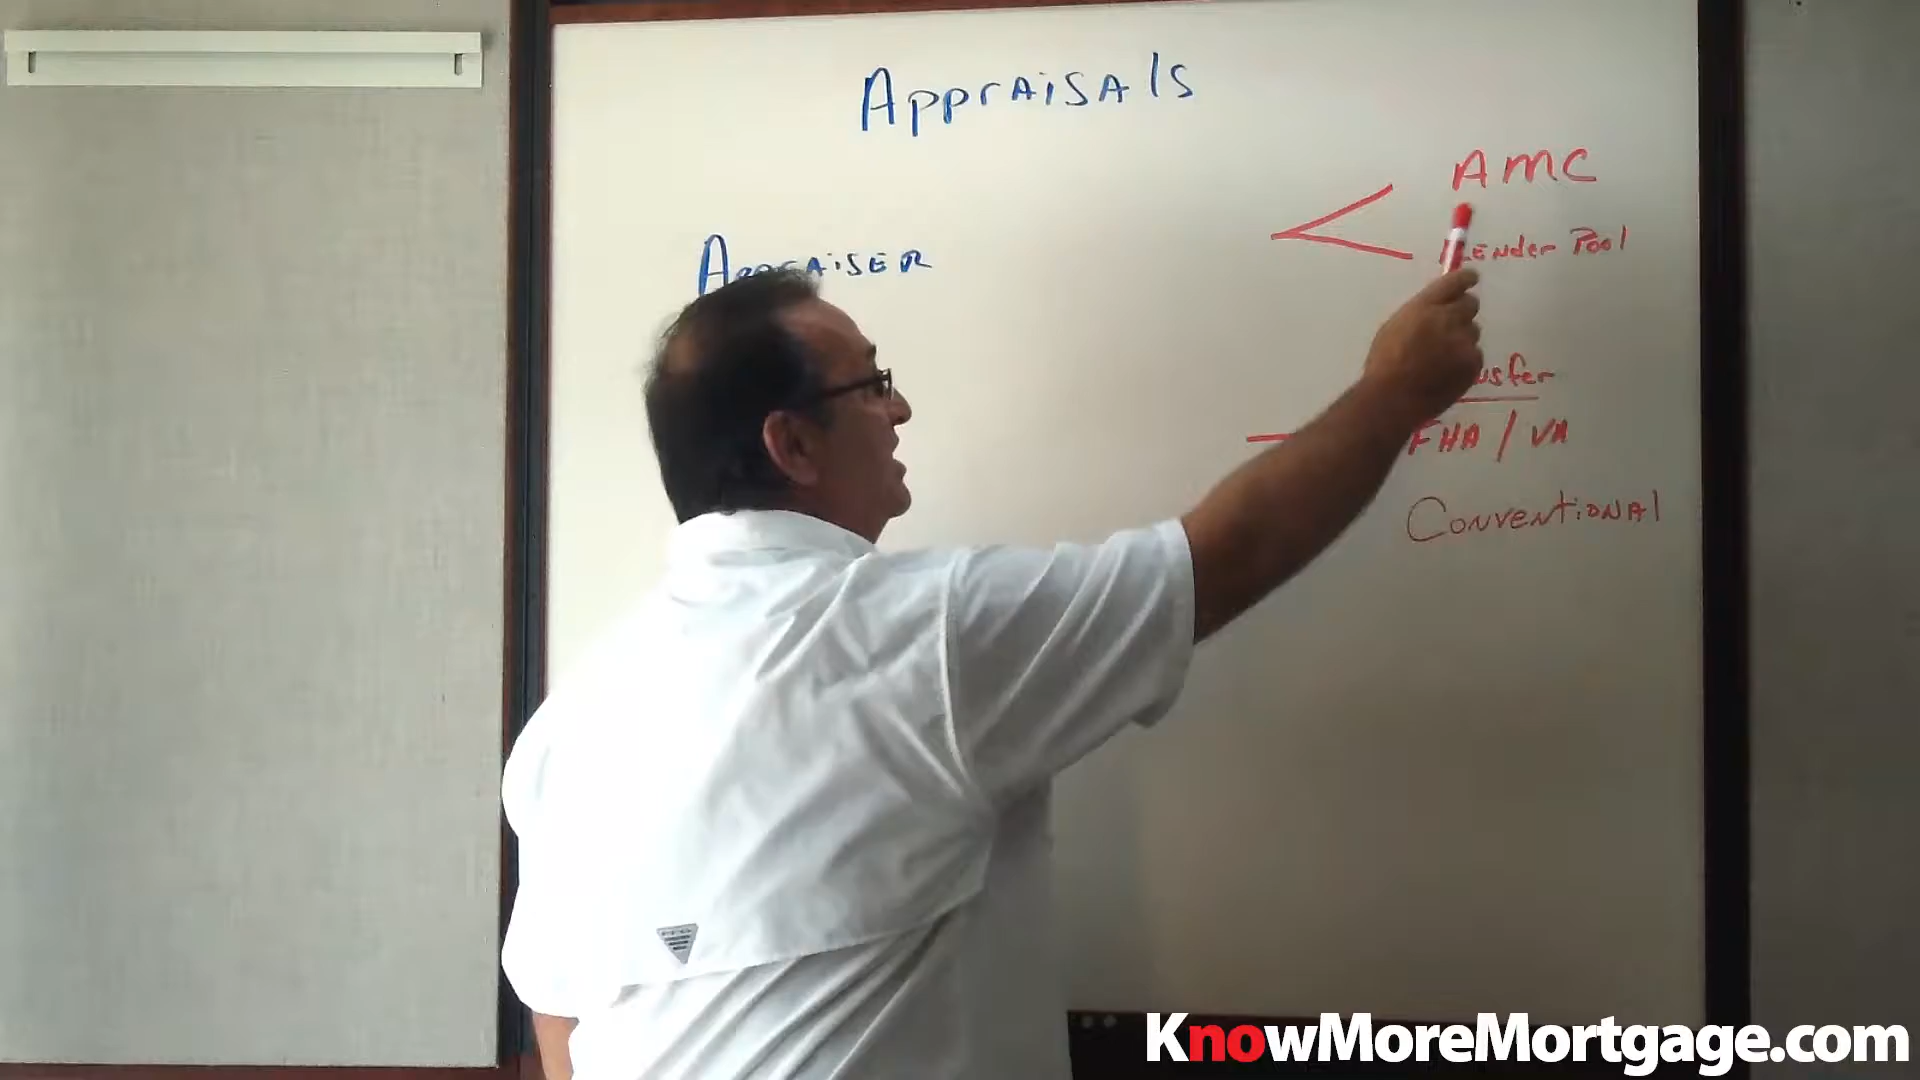 Appraisals
AMC
Appraiser
Lender Pool
FHA / VA
Conventional
KnowMoreMortgage.com